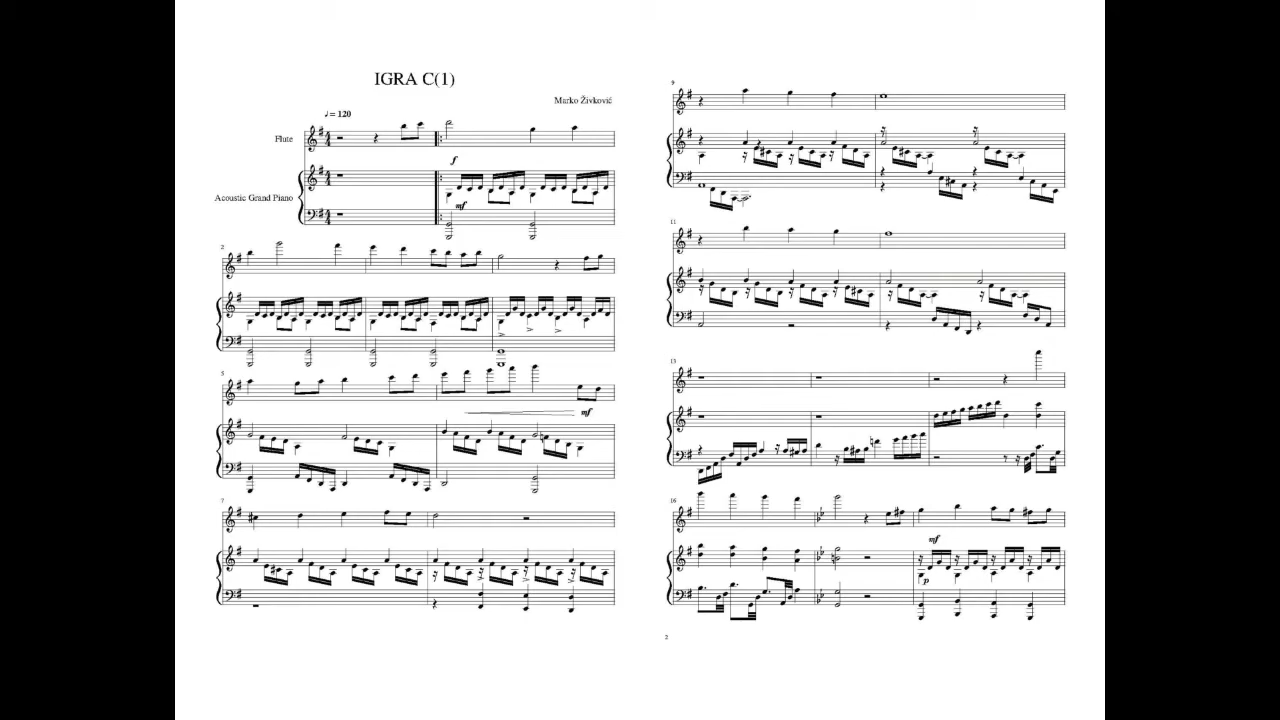 IGRA C(1)
Marko Živković
♩ = 120
Flute
f
Acoustic Grand Piano
mf
2
5
mf
7
9
11
13
16
mf
p
2